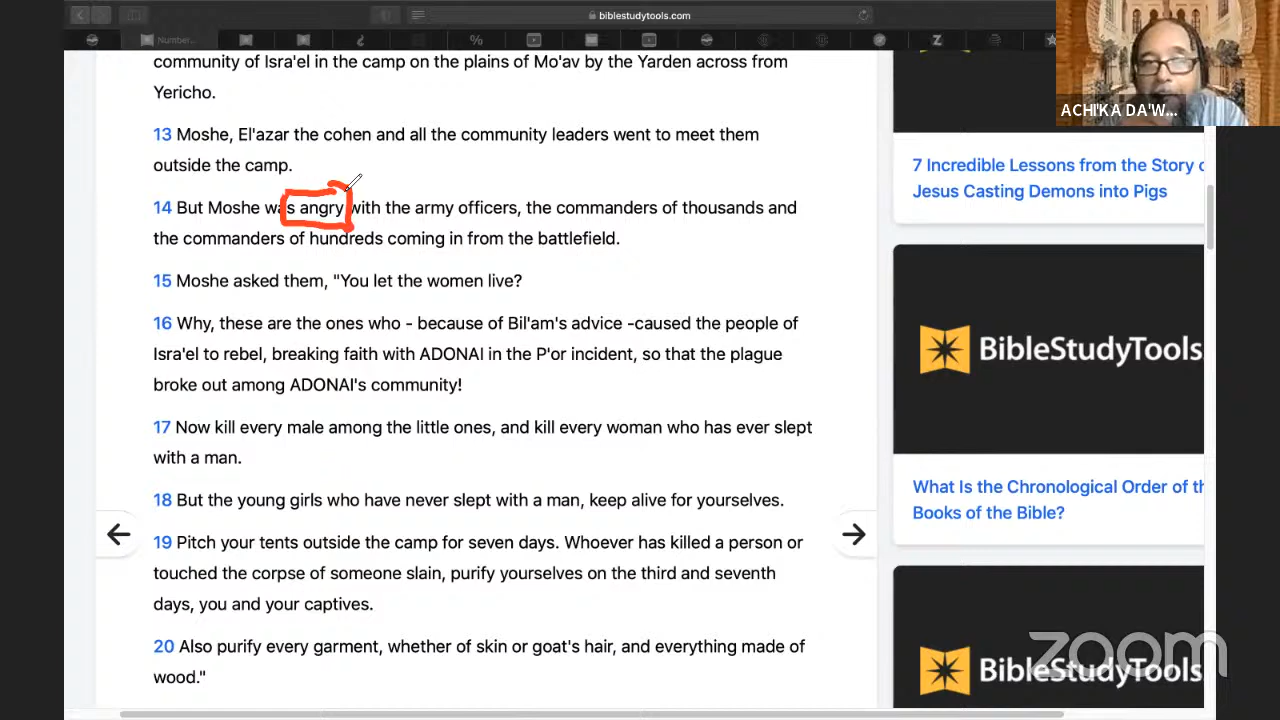 biblestudytools.com
Number
community of Isra'el in the camp on the plains of Mo'av by the Yarden across from
Yericho.
13 Moshe, El'azar the cohen and all the community leaders went to meet them
outside the camp.
14 But Moshe was angry with the army officers, the commanders of thousands and
the commanders of hundreds coming in from the battlefield.
15 Moshe asked them, "You let the women live?
16 Why, these are the ones who - because of Bil'am's advice -caused the people of
Isra'el to rebel, breaking faith with ADONAI in the P'or incident, so that the plague
broke out among ADONAI's community!
17 Now kill every male among the little ones, and kill every woman who has ever slept
with a man.
18 But the young girls who have never slept with a man, keep alive for yourselves.
19 Pitch your tents outside the camp for seven days. Whoever has killed a person or
touched the corpse of someone slain, purify yourselves on the third and seventh
days, you and your captives.
20 Also purify every garment, whether of skin or goat's hair, and everything made of
wood."
ACHI'KA DA'W...
7 Incredible Lessons from the Story o
Jesus Casting Demons into Pigs
BibleStudyTools
What Is the Chronological Order of th
Books of the Bible?
BibleStudyTools
zoom